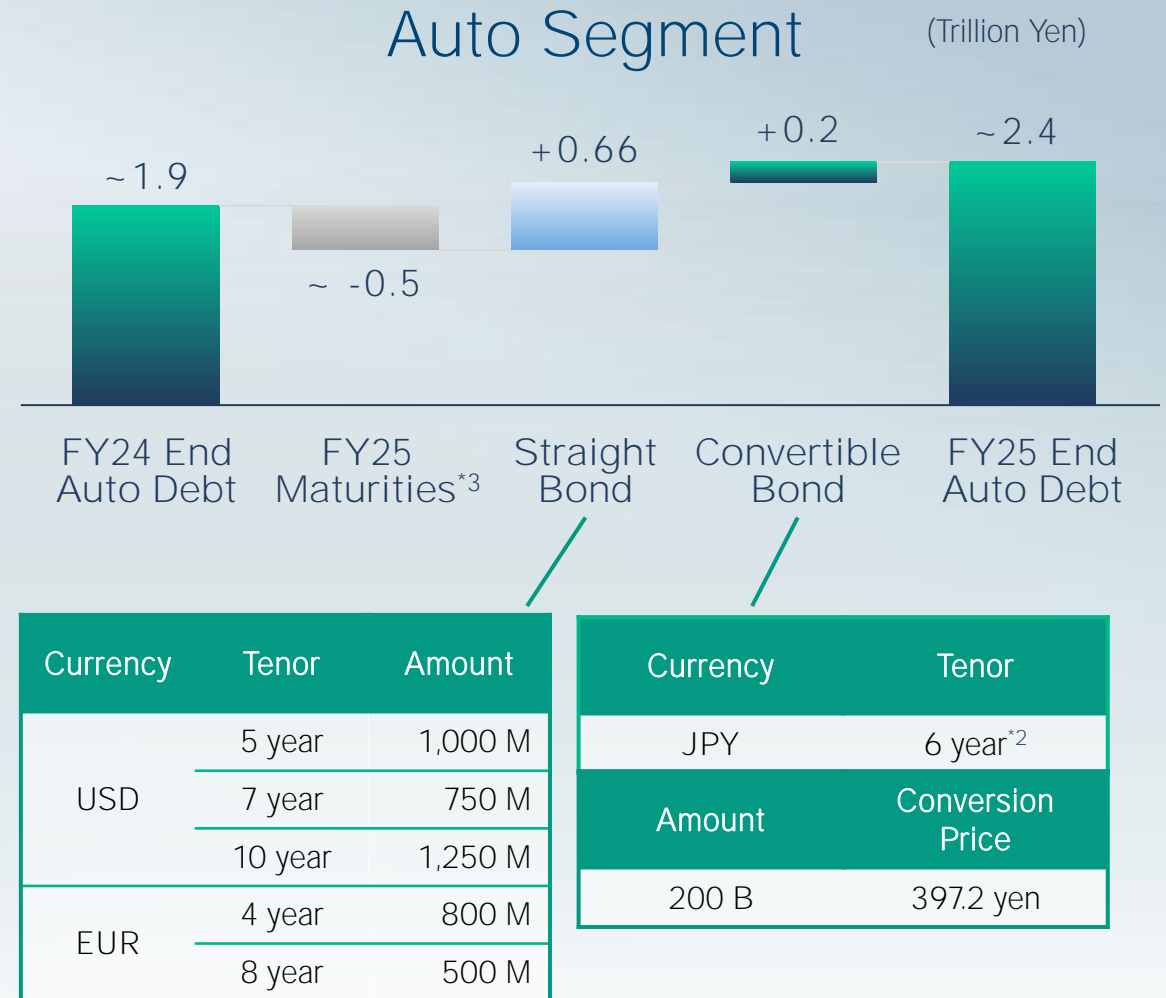 Auto Segment
(Trillion Yen)
~1.9
~ -0.5
+0.66
+0.2
~2.4
FY24 End
Auto Debt
FY25
Maturities*3
Straight
Bond
Convertible
Bond
FY25 End
Auto Debt
Currency Tenor Amount
USD
5 year 1,000 M
7 year 750 M
10 year 1,250 M
EUR
4 year 800 M
8 year 500 M
Currency Tenor
JPY 6 year*2
Amount Conversion
Price
200 B 397.2 yen